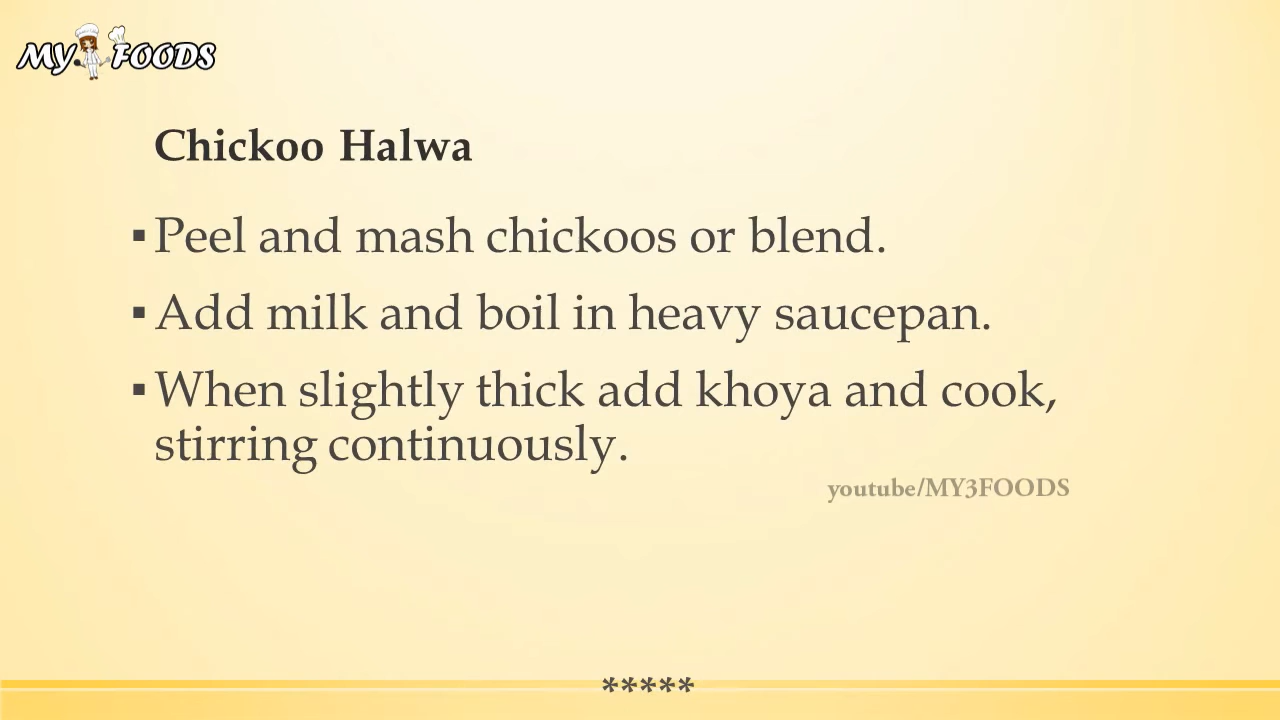 MY FOODS
Chickoo Halwa
▪ Peel and mash chickoos or blend.
▪ Add milk and boil in heavy saucepan.
▪ When slightly thick add khoya and cook,
stirring continuously.
youtube/MY3FOODS
*****